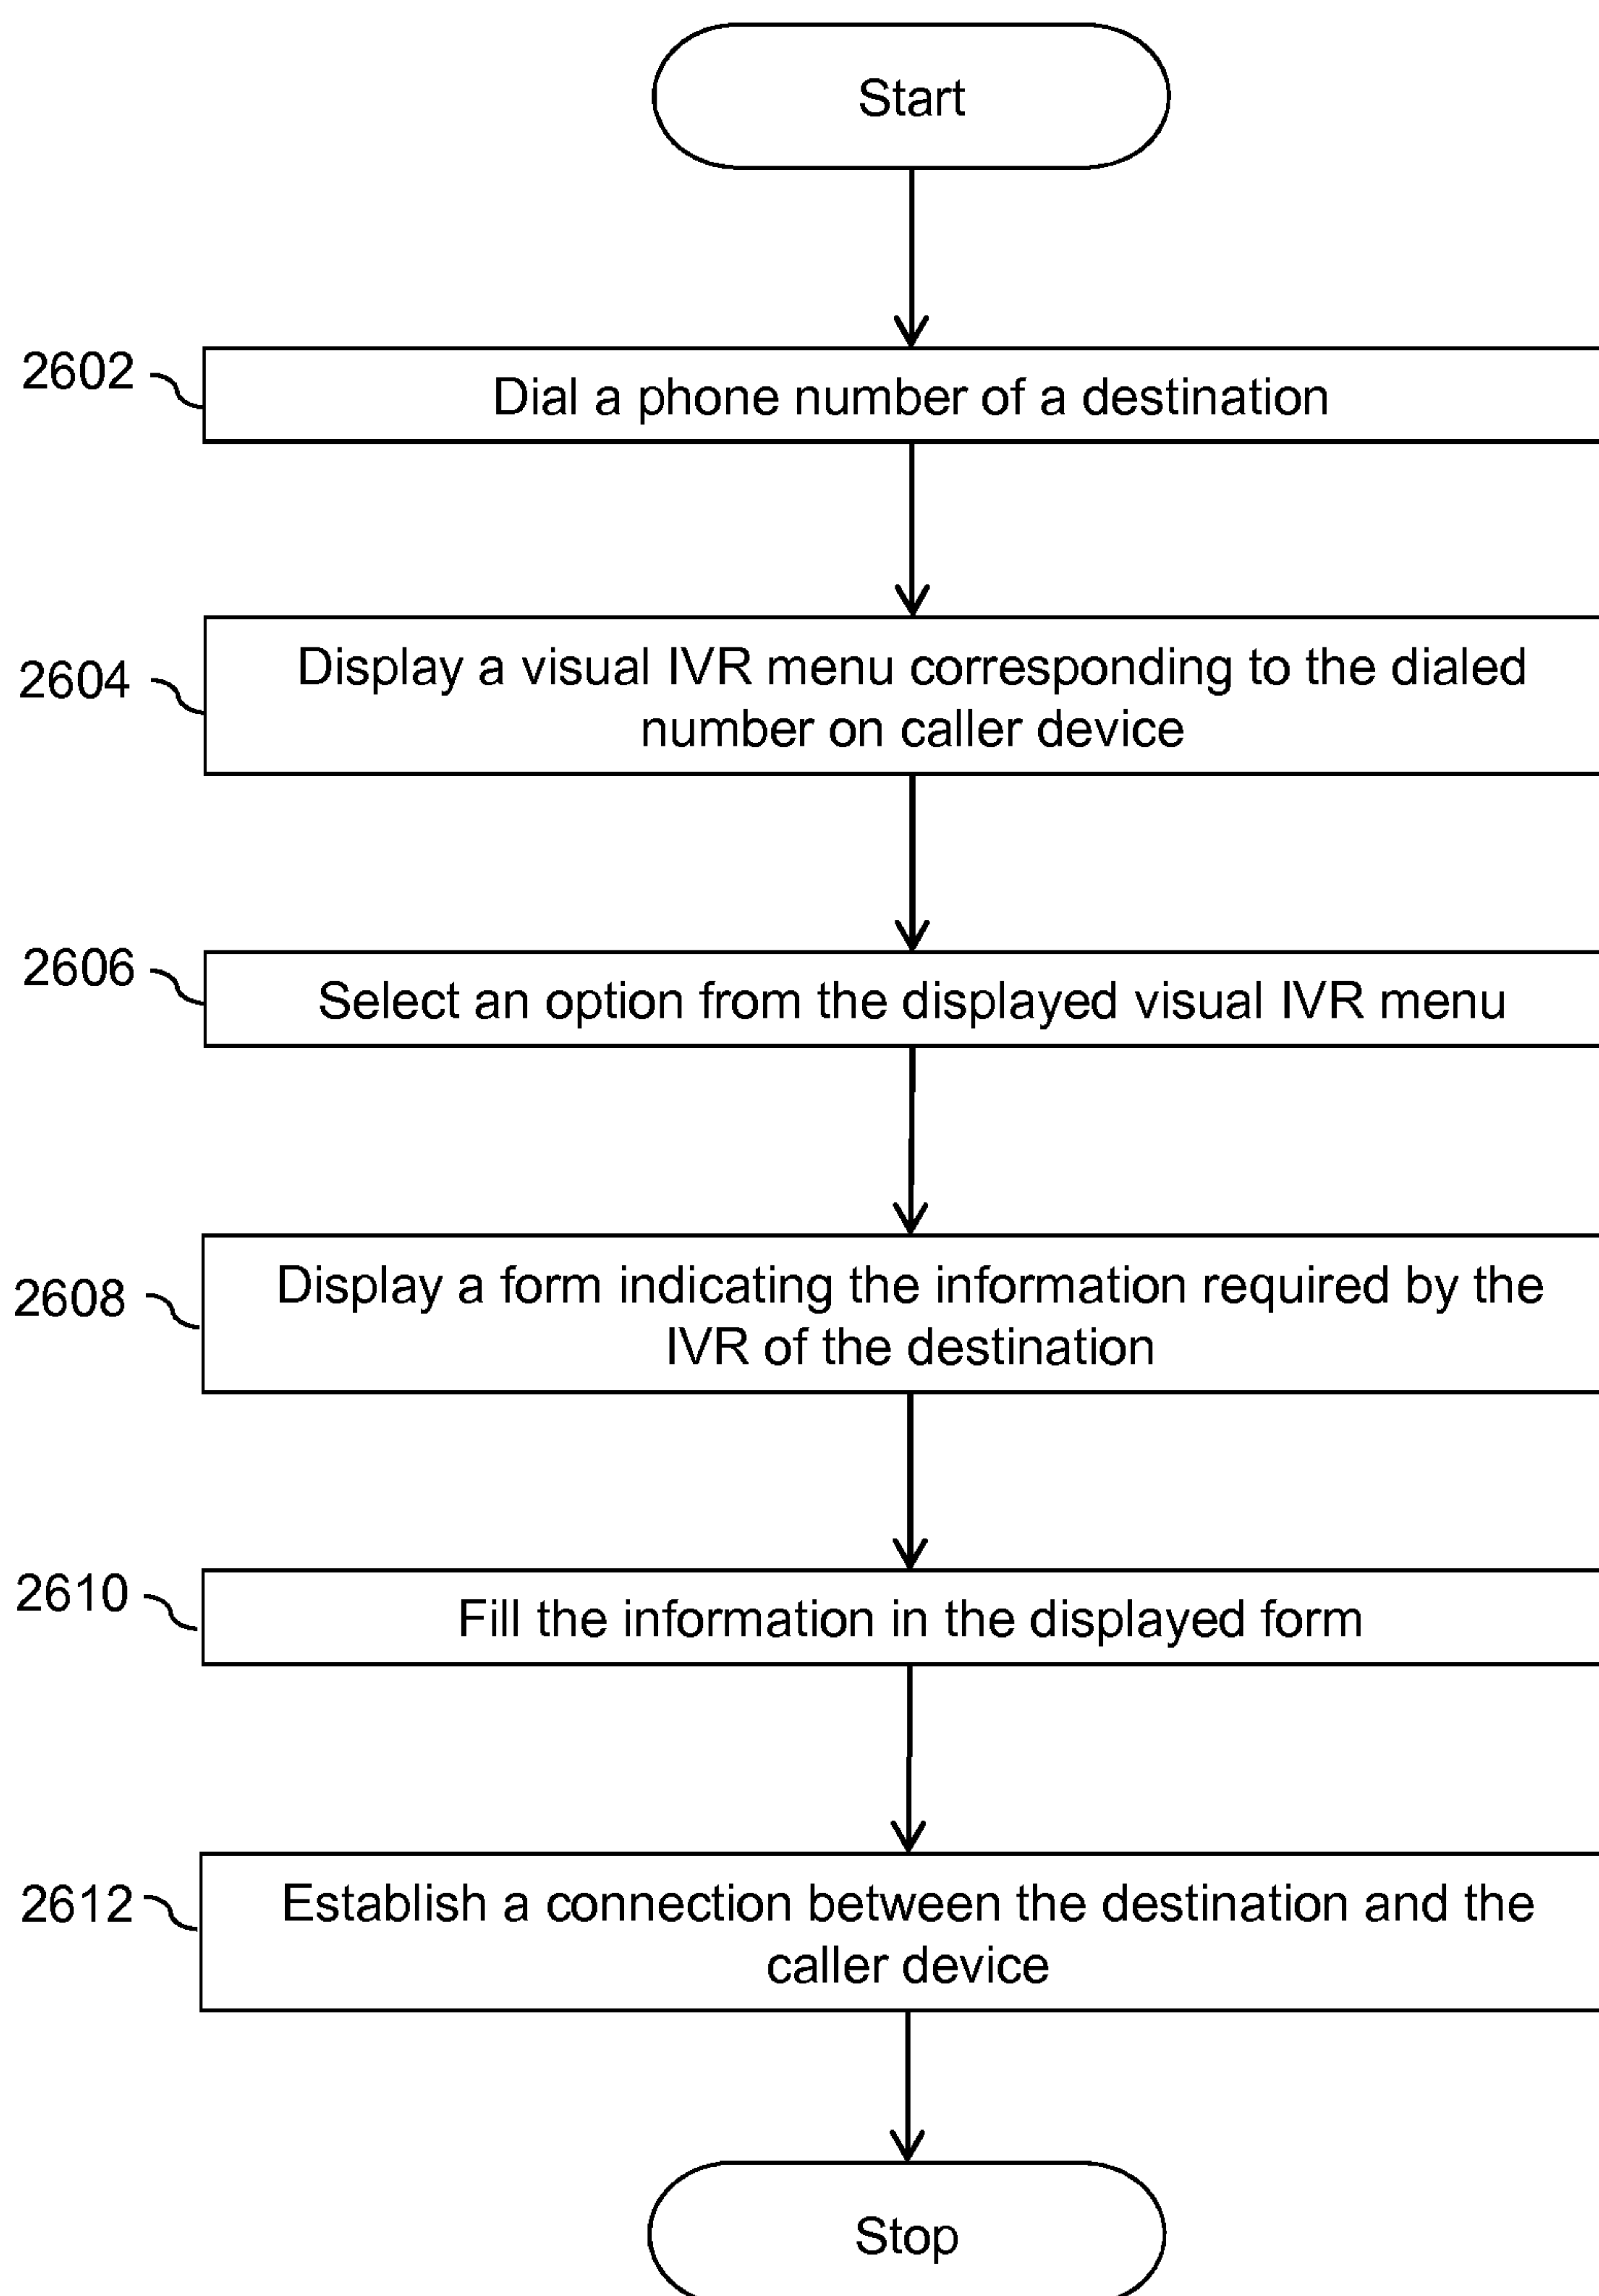 Start
2602
Dial a phone number of a destination
2604
Display a visual IVR menu corresponding to the dialed
number on caller device
2606
Select an option from the displayed visual IVR menu
2608
Display a form indicating the information required by the
IVR of the destination
2610
Fill the information in the displayed form
2612
Establish a connection between the destination and the
caller device
Stop